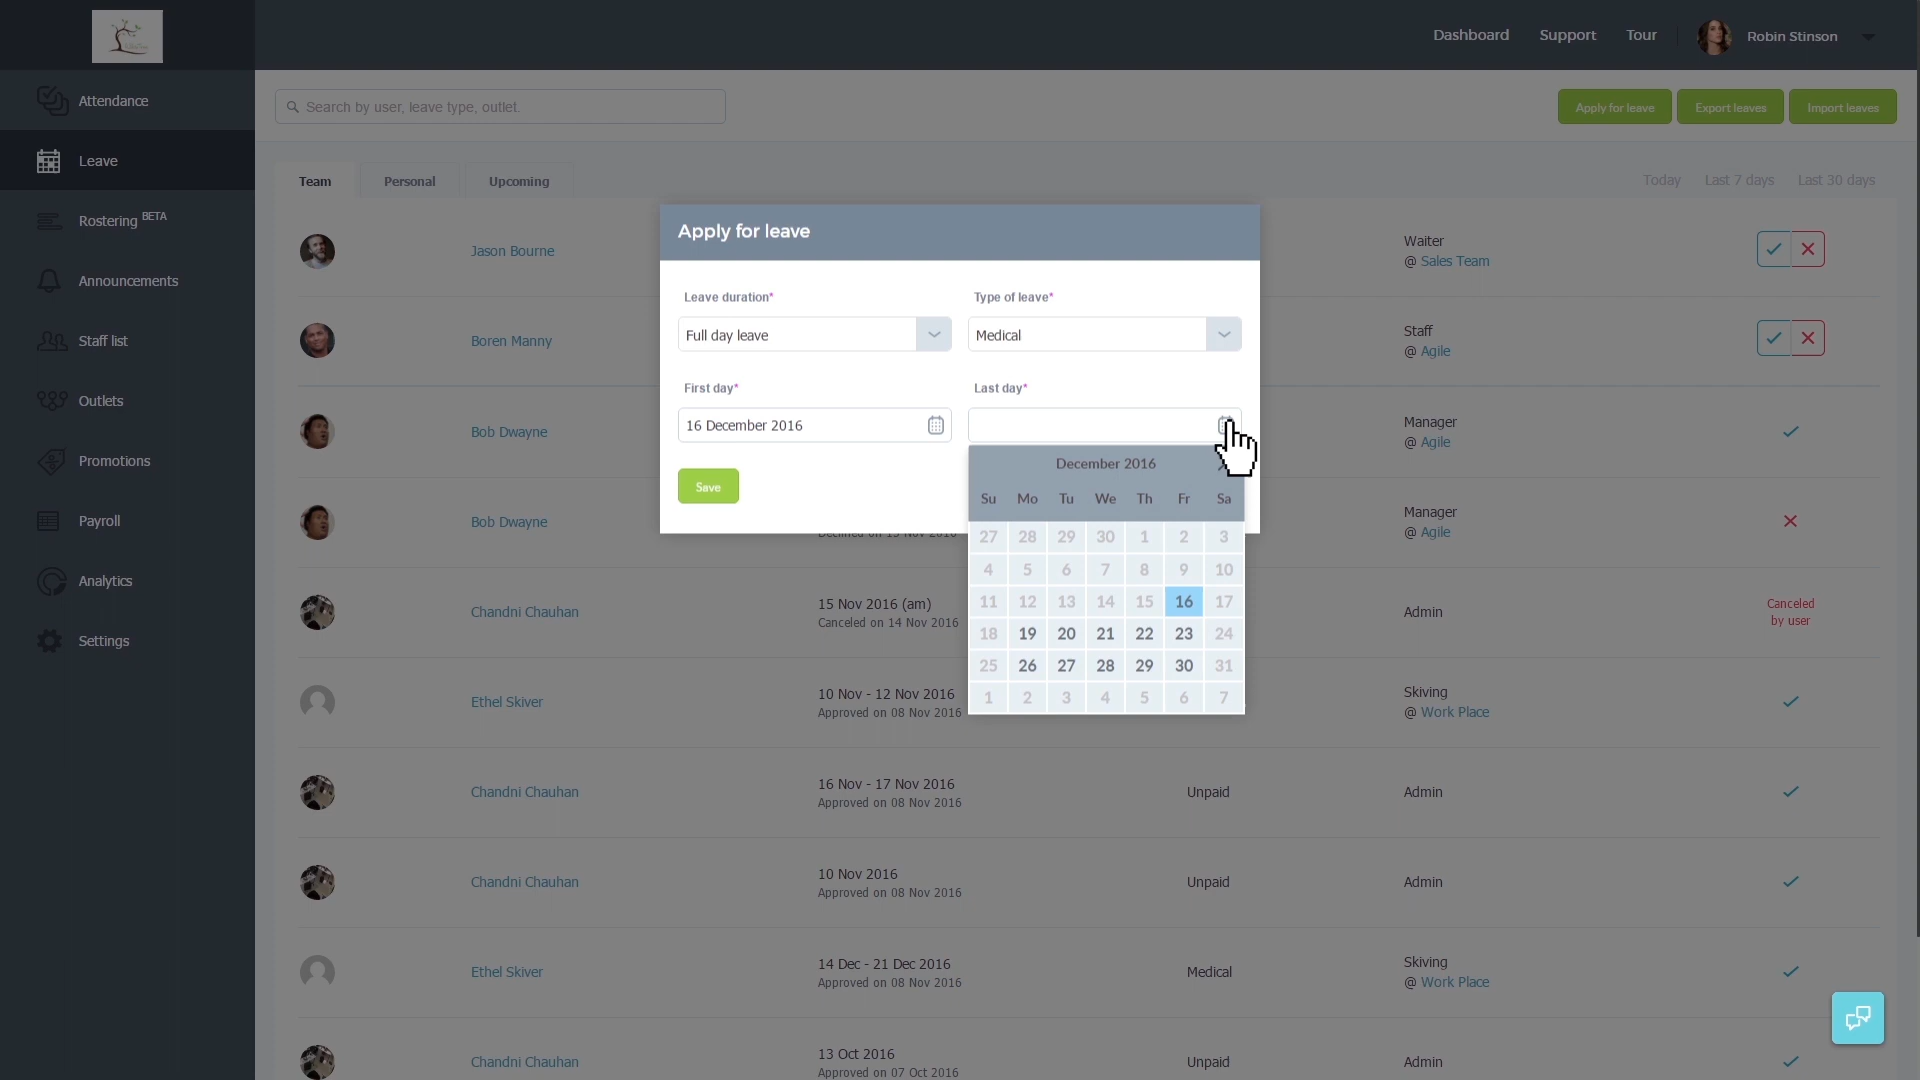 Dashboard
Support
Tour
Robin Stinson
Attendance
Leave
Rostering BETA
Announcements
Staff list
Outlets
Promotions
Payroll
Analytics
Settings
Search by user, leave type, outlet.
Apply for leave
Export leaves
Import leaves
Team
Personal
Upcoming
Today
Last 7 days
Last 30 days
Apply for leave
Leave duration*
Type of leave*
Full day leave
Medical
First day*
Last day*
16 December 2016
Save
December 2016
Su Mo Tu We Th Fr Sa
27 28 29 30 1 2 3
4 5 6 7 8 9 10
11 12 13 14 15 16 17
18 19 20 21 22 23 24
25 26 27 28 29 30 31
1 2 3 4 5 6 7
Jason Bourne
Waiter
@ Sales Team
Boren Manny
Staff
@ Agile
Bob Dwayne
Manager
@ Agile
Bob Dwayne
Declined on 15 Nov 2016
Manager
@ Agile
Chandni Chauhan
15 Nov 2016 (am)
Canceled on 14 Nov 2016
Admin
Canceled
by user
Ethel Skiver
10 Nov - 12 Nov 2016
Approved on 08 Nov 2016
Skiving
@ Work Place
Chandni Chauhan
16 Nov - 17 Nov 2016
Approved on 08 Nov 2016
Unpaid
Admin
Chandni Chauhan
10 Nov 2016
Approved on 08 Nov 2016
Unpaid
Admin
Ethel Skiver
14 Dec - 21 Dec 2016
Approved on 08 Nov 2016
Medical
Skiving
@ Work Place
Chandni Chauhan
13 Oct 2016
Approved on 07 Oct 2016
Unpaid
Admin